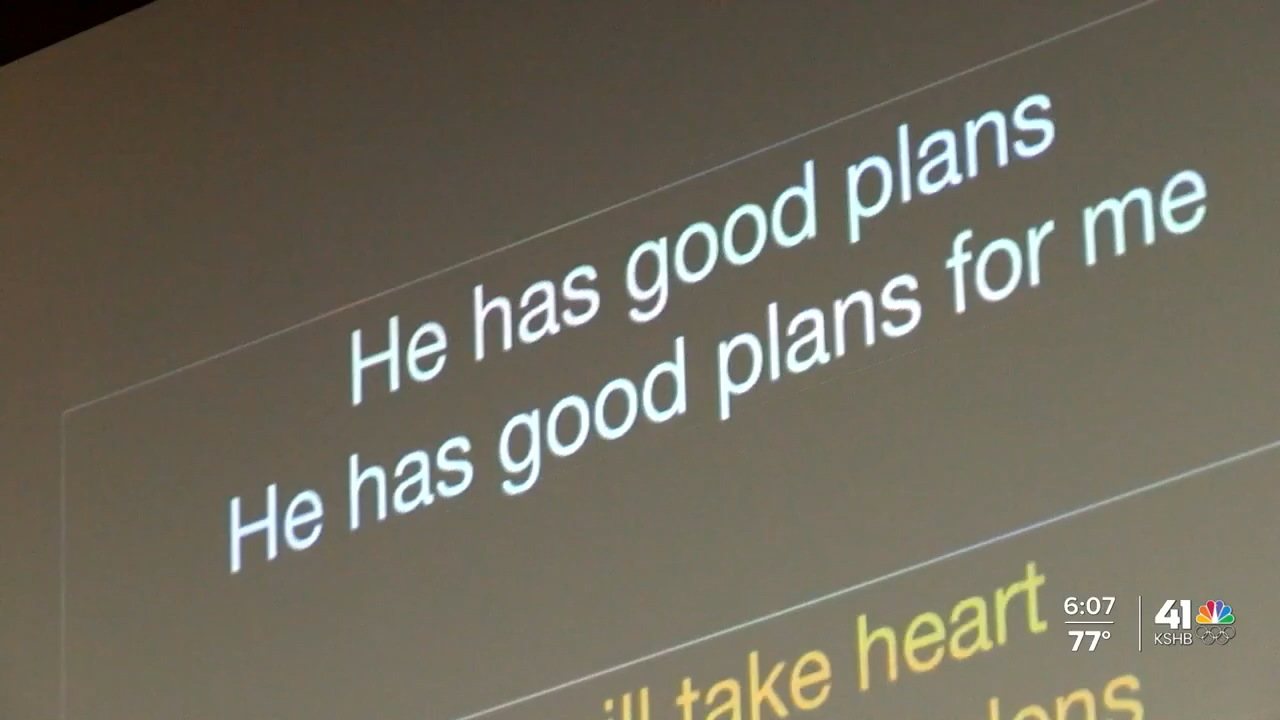 He has good plans
He has good plans for me
take heart
6:07
77°
41
KSHB